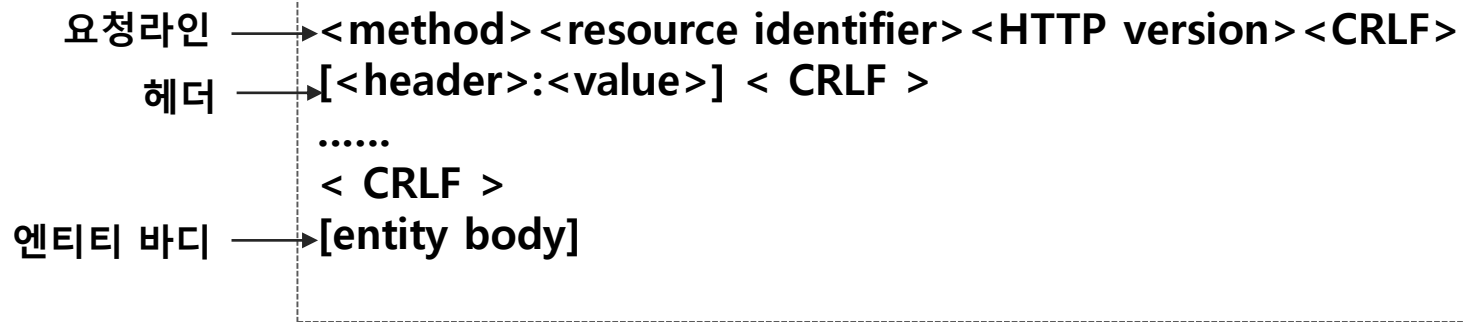 요청라인 <method><resource identifier><HTTP version><CRLF>
헤더 [<header>:<value>] < CRLF >
......
< CRLF >
엔티티 바디 [entity body]